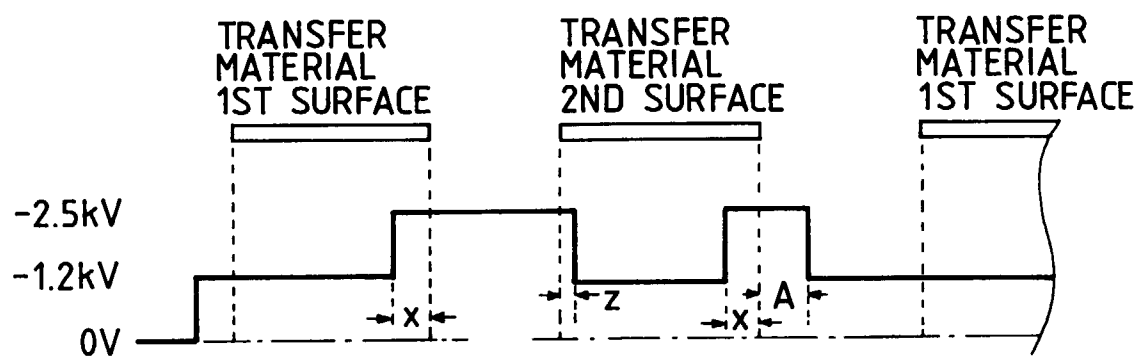 TRANSFER
MATERIAL
1ST SURFACE
TRANSFER
MATERIAL
2ND SURFACE
TRANSFER
MATERIAL
1ST SURFACE
-2.5kV
-1.2kV
0V
X
Z
X
A